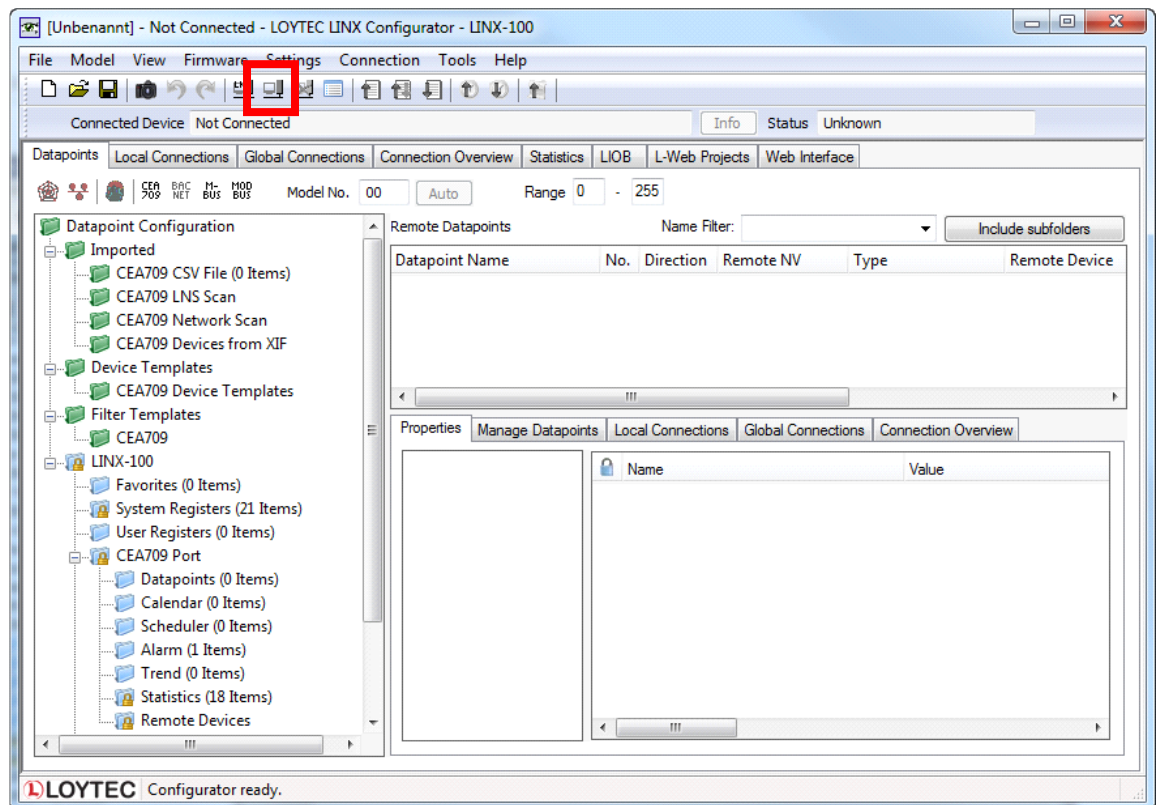 [Unbenannt] - Not Connected - LOYTEC LINX Configurator - LINX-100
File Model View Firmware Settings Connection Tools Help
Connected Device Not Connected Info Status Unknown
Datapoints Local Connections Global Connections Connection Overview Statistics LIOB L-Web Projects Web Interface
CEA 709 BAC NET M- BUS MOD BUS Model No. 00 Auto Range 0 - 255
Datapoint Configuration
Imported
CEA709 CSV File (0 Items)
CEA709 LNS Scan
CEA709 Network Scan
CEA709 Devices from XIF
Device Templates
CEA709 Device Templates
Filter Templates
CEA709
LINX-100
Favorites (0 Items)
System Registers (21 Items)
User Registers (0 Items)
CEA709 Port
Datapoints (0 Items)
Calendar (0 Items)
Scheduler (0 Items)
Alarm (1 Items)
Trend (0 Items)
Statistics (18 Items)
Remote Devices
Remote Datapoints Name Filter: Include subfolders
Datapoint Name No. Direction Remote NV Type Remote Device
Properties Manage Datapoints Local Connections Global Connections Connection Overview
Name Value
LOYTEC Configurator ready.